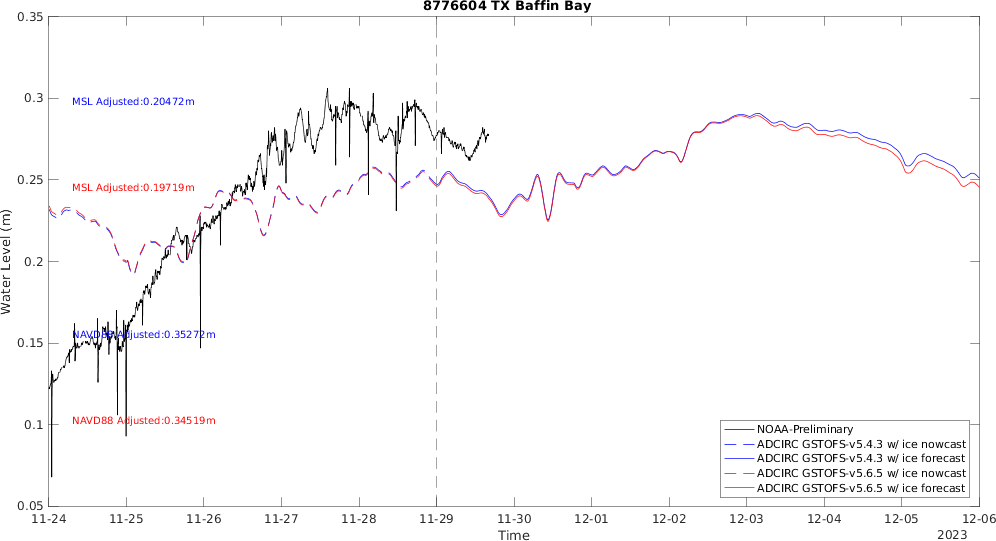 8776604 TX Baffin Bay
0.35
0.3
0.25
0.2
0.15
0.1
0.05
Water Level (m)
MSL Adjusted:0.20472m
MSL Adjusted:0.19719m
NAVD88 Adjusted:0.35272m
NAVD88 Adjusted:0.34519m
NOAA-Preliminary
ADCIRC GSTOFS-v5.4.3 w/ ice nowcast
ADCIRC GSTOFS-v5.4.3 w/ ice forecast
ADCIRC GSTOFS-v5.6.5 w/ ice nowcast
ADCIRC GSTOFS-v5.6.5 w/ ice forecast
11-24 11-25 11-26 11-27 11-28 11-29 11-30 12-01 12-02 12-03 12-04 12-05 12-06
Time
2023